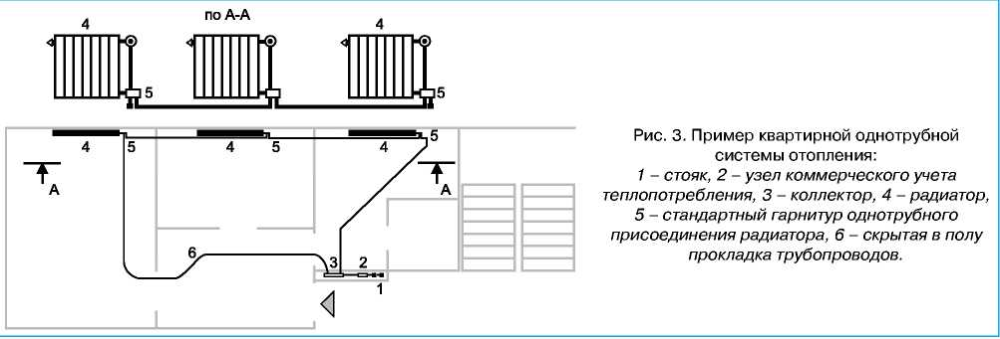 по А-А
4
4
5
5
4
5
4
5
4
5
А
А
6
3
2
1
Рис. 3. Пример квартирной однотрубной
системы отопления:
1 – стояк, 2 – узел коммерческого учета
теплопотребления, 3 – коллектор, 4 – радиатор,
5 – стандартный гарнитур однотрубного
присоединения радиатора, 6 – скрытая в полу
прокладка трубопроводов.